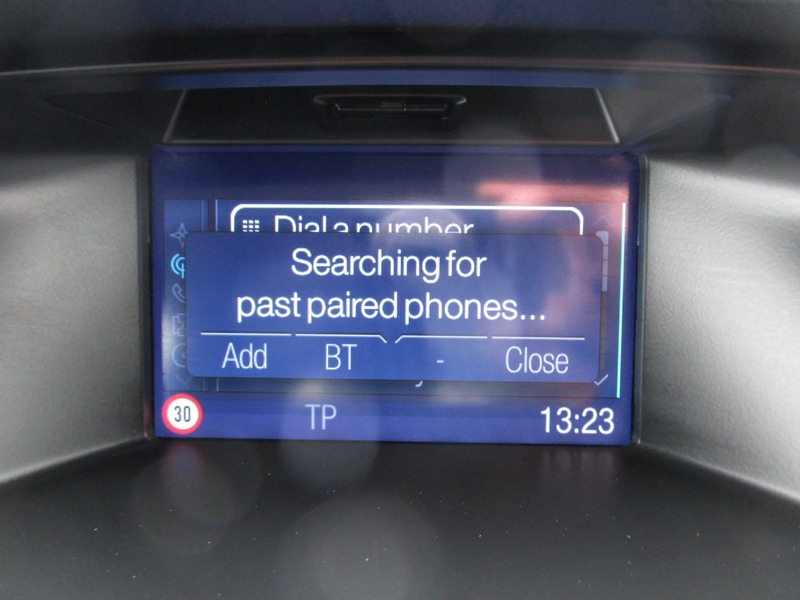 Dial a number
Searching for
past paired phones...
Add BT - Close
30 TP 13:23